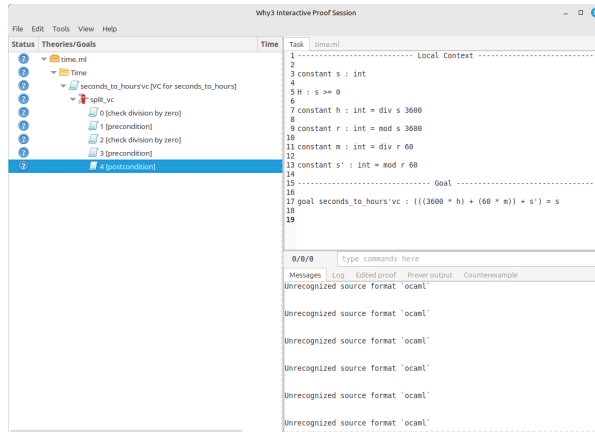 Why3 Interactive Proof Session
File Edit Tools View Help
Status Theories/Goals Time
time.ml
Time
seconds_to_hours'vc [VC for seconds_to_hours]
split_vc
0 [check division by zero]
1 [precondition]
2 [check division by zero]
3 [precondition]
4 [postcondition]
Task time.ml
1 --------------------------- Local Context ---------------------------
2
3 constant s : int
4
5 H : s >= 0
6
7 constant h : int = div s 3600
8
9 constant r : int = mod s 3600
10
11 constant m : int = div r 60
12
13 constant s' : int = mod r 60
14
15 ------------------------------- Goal -------------------------------
16
17 goal seconds_to_hours'vc : (((3600 * h) + (60 * m)) + s') = s
18
19
0/0/0 type commands here
Messages Log Edited proof Prover output Counterexample
Unrecognized source format `ocaml`
Unrecognized source format `ocaml`
Unrecognized source format `ocaml`
Unrecognized source format `ocaml`
Unrecognized source format `ocaml`
Unrecognized source format `ocaml`